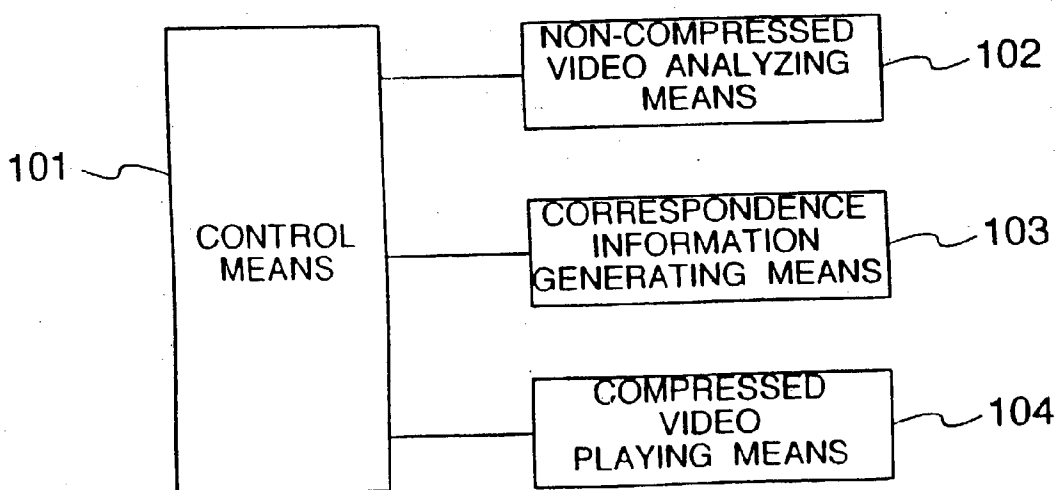 NON-COMPRESSED
VIDEO ANALYZING
MEANS
102
101
CONTROL
MEANS
CORRESPONDENCE
INFORMATION
GENERATING MEANS
103
COMPRESSED
VIDEO
PLAYING MEANS
104